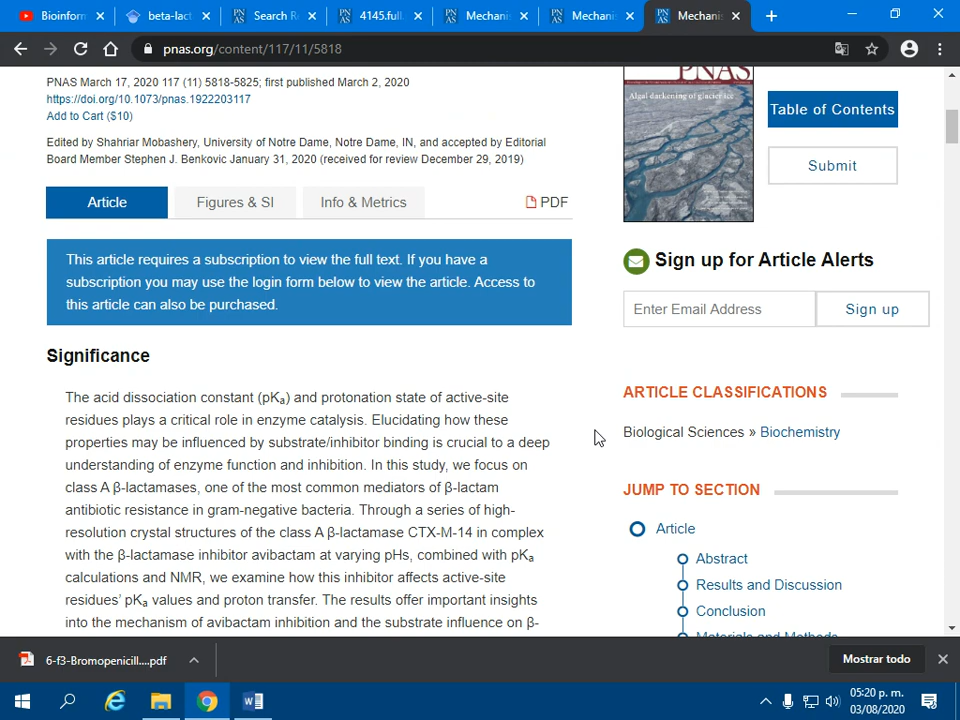 Bioinform
beta-lact
Search R
4145.full.
Mechanis
Mechanis
Mechanis
pnas.org/content/117/11/5818
PNAS March 17, 2020 117 (11) 5818-5825; first published March 2, 2020
https://doi.org/10.1073/pnas.1922203117
Add to Cart ($10)
Edited by Shahriar Mobashery, University of Notre Dame, Notre Dame, IN, and accepted by Editorial
Board Member Stephen J. Benkovic January 31, 2020 (received for review December 29, 2019)
Article
Figures & SI
Info & Metrics
PDF
This article requires a subscription to view the full text. If you have a
subscription you may use the login form below to view the article. Access to
this article can also be purchased.
Significance
The acid dissociation constant (pKₐ) and protonation state of active-site
residues plays a critical role in enzyme catalysis. Elucidating how these
properties may be influenced by substrate/inhibitor binding is crucial to a deep
understanding of enzyme function and inhibition. In this study, we focus on
class A β-lactamases, one of the most common mediators of β-lactam
antibiotic resistance in gram-negative bacteria. Through a series of high-
resolution crystal structures of the class A β-lactamase CTX-M-14 in complex
with the β-lactamase inhibitor avibactam at varying pHs, combined with pKₐ
calculations and NMR, we examine how this inhibitor affects active-site
residues' pKₐ values and proton transfer. The results offer important insights
into the mechanism of avibactam inhibition and the substrate influence on β-
PNAS
Algal darkening of glacier ice
Table of Contents
Submit
Sign up for Article Alerts
Enter Email Address
Sign up
ARTICLE CLASSIFICATIONS
Biological Sciences » Biochemistry
JUMP TO SECTION
Article
Abstract
Results and Discussion
Conclusion
Materials and Methods
6-f3-Bromopenicill....pdf
Mostrar todo
05:20 p. m.
03/08/2020